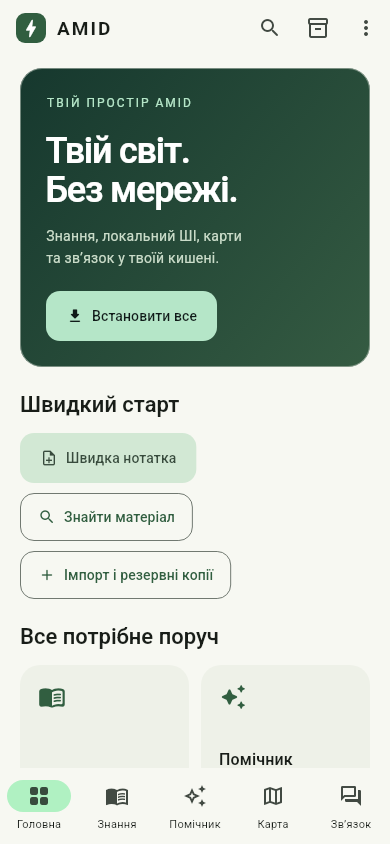 AMID
ТВІЙ ПРОСТІР AMID
Твій світ.
Без мережі.
Знання, локальний ШІ, карти
та зв’язок у твоїй кишені.
Встановити все
Швидкий старт
Швидка нотатка
Знайти матеріал
Імпорт і резервні копії
Все потрібне поруч
Помічник
Головна
Знання
Помічник
Карта
Зв'язок